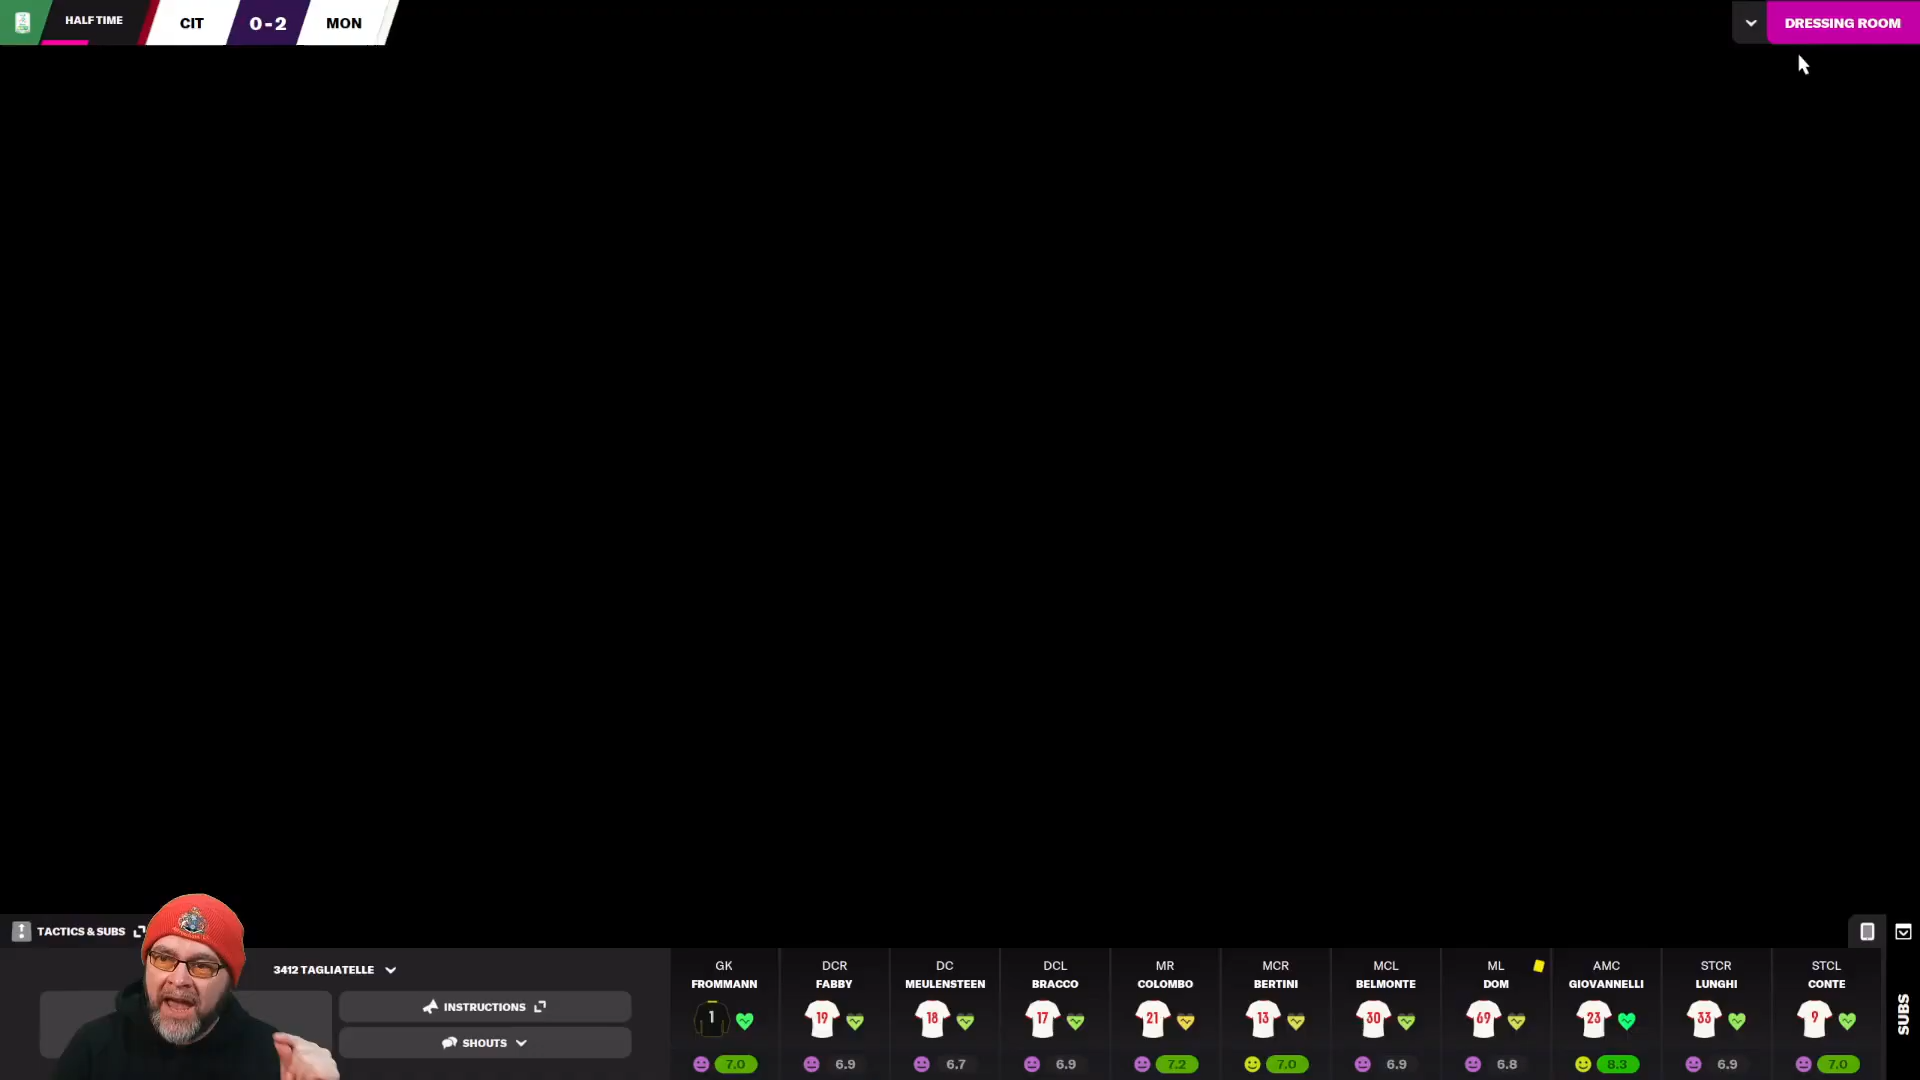 HALF TIME
CIT
0 - 2
MON
DRESSING ROOM
TACTICS & SUBS
3412 TAGLIATELLE
INSTRUCTIONS
SHOUTS
GK DCR DC DCL MR MCR MCL ML AMC STCR STCL
FROMMANN FABBY MEULENSTEEN BRACCO COLOMBO BERTINI BELMONTE DOM GIOVANNELLI LUNGHI CONTE
1 19 18 17 21 13 30 69 23 33 9
7.0 6.9 6.7 6.9 7.2 7.0 6.9 6.8 8.3 6.9 7.0
SUBS